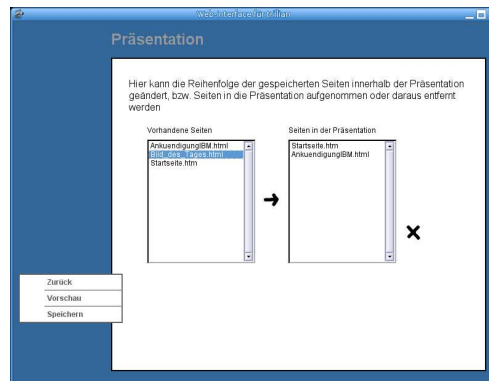 Web-Interface für Trillian
Präsentation
Hier kann die Reihenfolge der gespeicherten Seiten innerhalb der Präsentation
geändert, bzw. Seiten in die Präsentation aufgenommen oder daraus entfernt
werden
Vorhandene Seiten
AnkuendigungIBM.html
Bild_des_Tages.html
Startseite.htm
Seiten in der Präsentation
Startseite.htm
AnkuendigungIBM.html
Zurück
Vorschau
Speichern